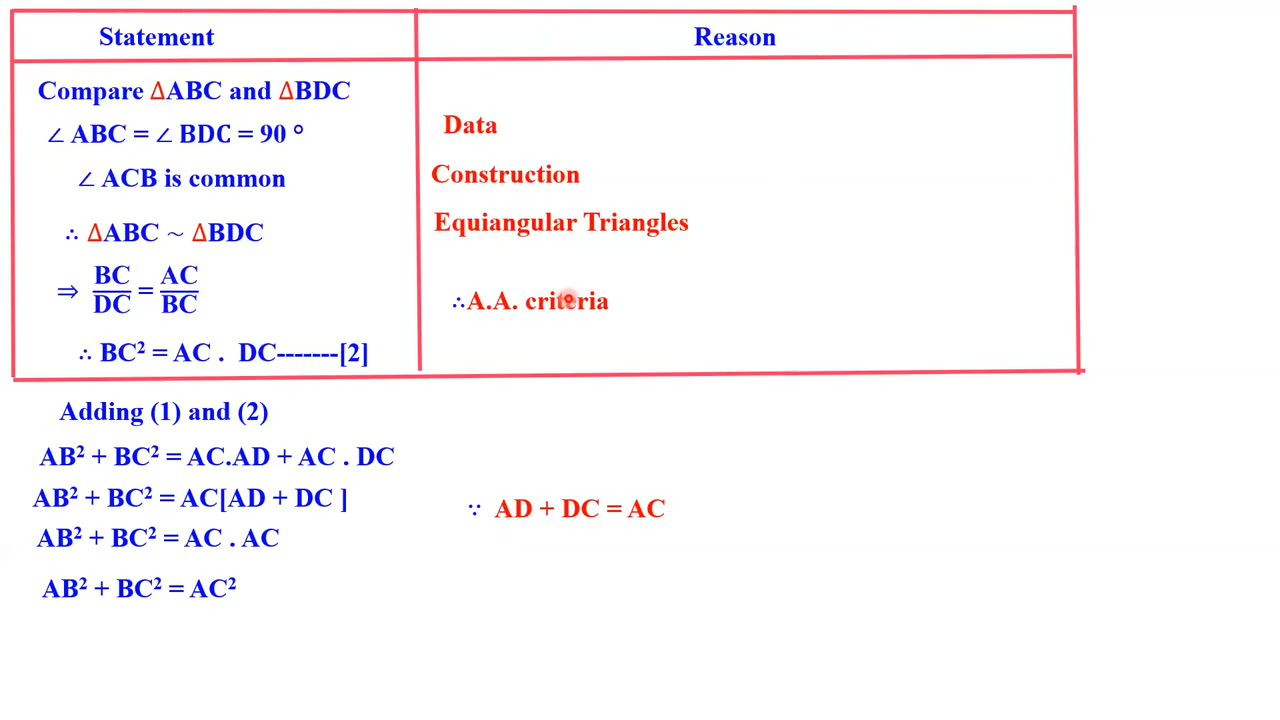 Statement
Reason
Compare ΔABC and ΔBDC
∠ ABC = ∠ BDC = 90 °
∠ ACB is common
∴ ΔABC ~ ΔBDC
⇒ BC/DC = AC/BC
∴ BC² = AC . DC-------[2]
Data
Construction
Equiangular Triangles
∴A.A. criteria
Adding (1) and (2)
AB² + BC² = AC.AD + AC . DC
AB² + BC² = AC[AD + DC ]
∵ AD + DC = AC
AB² + BC² = AC . AC
AB² + BC² = AC²